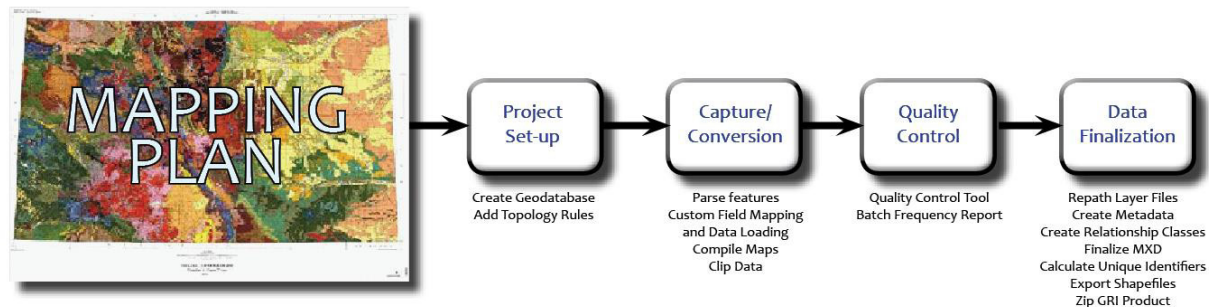 MAPPING
PLAN
Project
Set-up
Create Geodatabase
Add Topology Rules
Capture/
Conversion
Parse features
Custom Field Mapping
and Data Loading
Compile Maps
Clip Data
Quality
Control
Quality Control Tool
Batch Frequency Report
Data
Finalization
Repath Layer Files
Create Metadata
Create Relationship Classes
Finalize MXD
Calculate Unique Identifiers
Export Shapefiles
Zip GRI Product